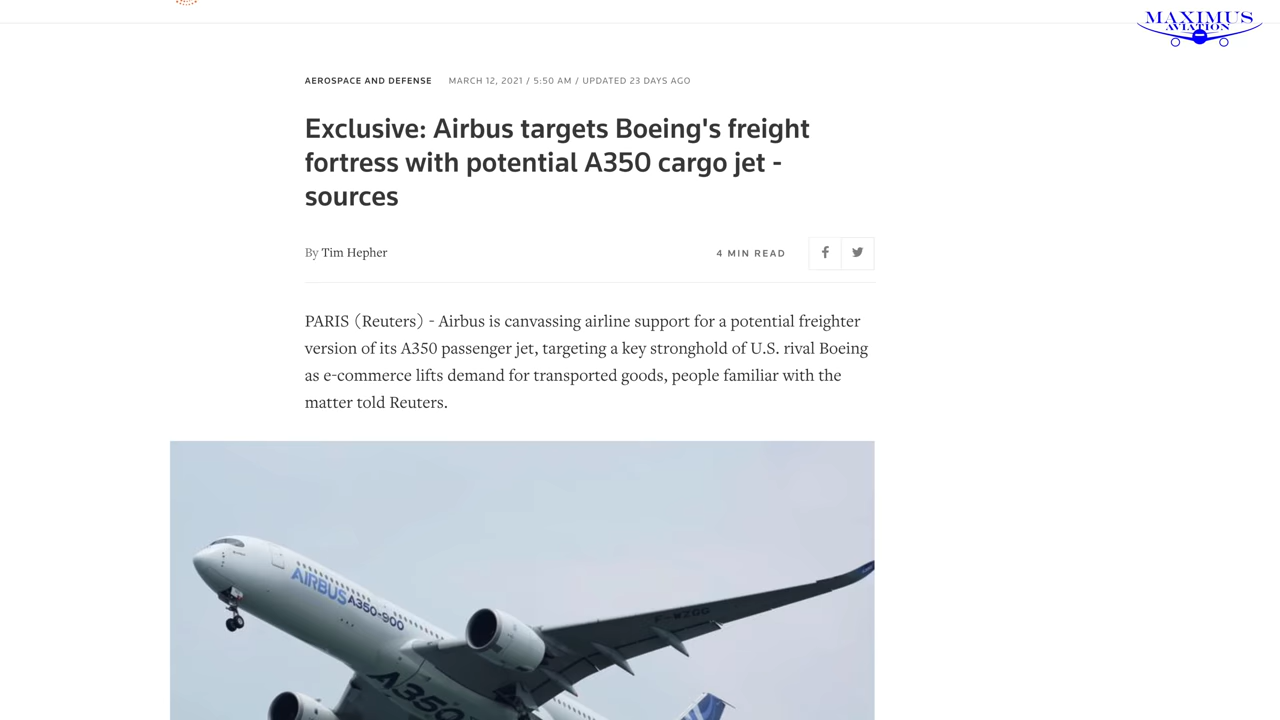 MAXIMUS
AVIATION
AEROSPACE AND DEFENSE MARCH 12, 2021 / 5:50 AM / UPDATED 23 DAYS AGO
Exclusive: Airbus targets Boeing's freight
fortress with potential A350 cargo jet -
sources
By Tim Hepher 4 MIN READ
PARIS (Reuters) - Airbus is canvassing airline support for a potential freighter
version of its A350 passenger jet, targeting a key stronghold of U.S. rival Boeing
as e-commerce lifts demand for transported goods, people familiar with the
matter told Reuters.
AIRBUS A350-900
F-WZGG
A350